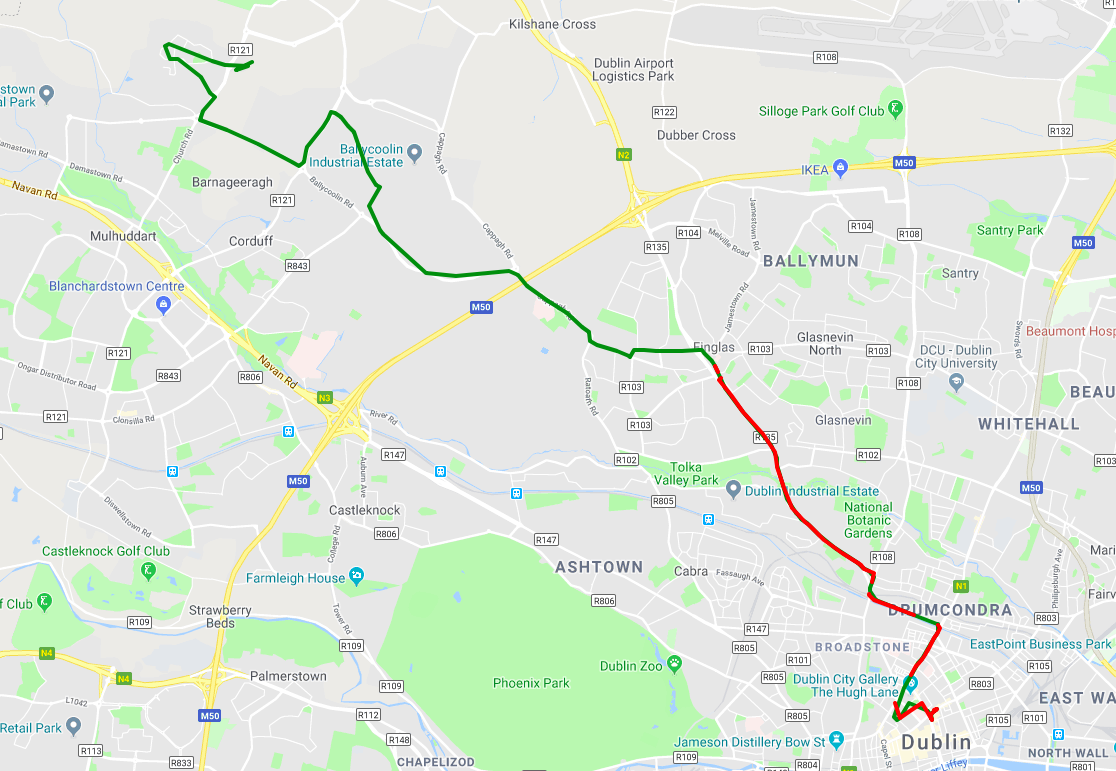 Kilshane Cross
R121
R108
Dublin Airport
Logistics Park
stown
al Park
R122
Silloge Park Golf Club
Dubber Cross
R132
Church Rd
Cappagh Rd
Ballycoolin
Industrial Estate
N2
M50
IKEA
Damastown Rd
Damastown Rd
Navan Rd
Barnageeragh
R121
Ballycoolin Rd
Jamestown Rd
Mulhuddart
Corduff
Cappagh Rd
R135
R104
Melville Road
R104
R108
Santry Park
M50
R843
BALLYMUN
Santry
Blanchardstown Centre
M50
Jamestown Rd
Swords Rd
Beaumont Hosp
R121
Finglas
R103
Glasnevin
North
R103
DCU - Dublin
City University
Ongar Distributor Road
R843
R806
Navan Rd
Ratoath Rd
R103
R108
BEAU
N3
R121
Clonsilla Rd
River Rd
R103
R135
Glasnevin
WHITEHALL
R147
R102
R102
R103
M50
Auburn Ave
Tolka
Valley Park
Dublin Industrial Estate
M50
Diswellstown Rd
Castleknock
R805
National
Botanic
Gardens
R806
College Rd
R147
Castleknock Golf Club
R108
Mari
Farmleigh House
ASHTOWN
Cabra
Fassaugh Ave
N1
Philipsburgh Ave
Fairv
f Club
Strawberry
Beds
Tower Rd
R806
DRUMCONDRA
R109
R147
R803
R109
R805
BROADSTONE
EastPoint Business Park
N4
N4
Dublin Zoo
R101
R105
Palmerstown
Phoenix Park
R805
Dublin City Gallery
The Hugh Lane
R803
R109
EAST WA
L1042
M50
R112
R805
R105
R101
Retail Park
R148
Jameson Distillery Bow St
Capel St
Dublin
R113
R109
NORTH WALL
R833
CHAPELIZOD
R804
River Liffey
R801